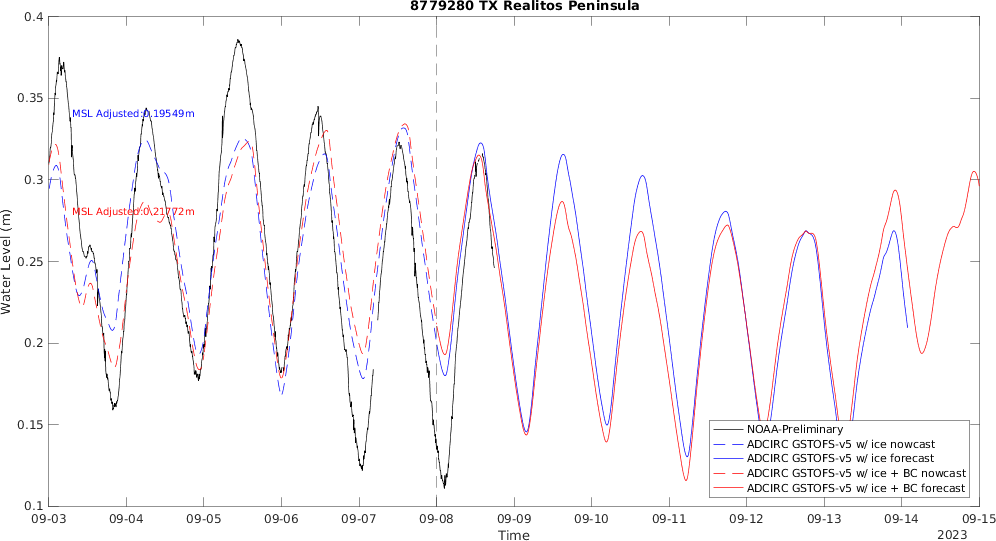 8779280 TX Realitos Peninsula
0.4
0.35
0.3
0.25
0.2
0.15
0.1
Water Level (m)
MSL Adjusted:0.19549m
MSL Adjusted:0.21772m
NOAA-Preliminary
ADCIRC GSTOFS-v5 w/ ice nowcast
ADCIRC GSTOFS-v5 w/ ice forecast
ADCIRC GSTOFS-v5 w/ ice + BC nowcast
ADCIRC GSTOFS-v5 w/ ice + BC forecast
09-03 09-04 09-05 09-06 09-07 09-08 09-09 09-10 09-11 09-12 09-13 09-14 09-15
Time
2023